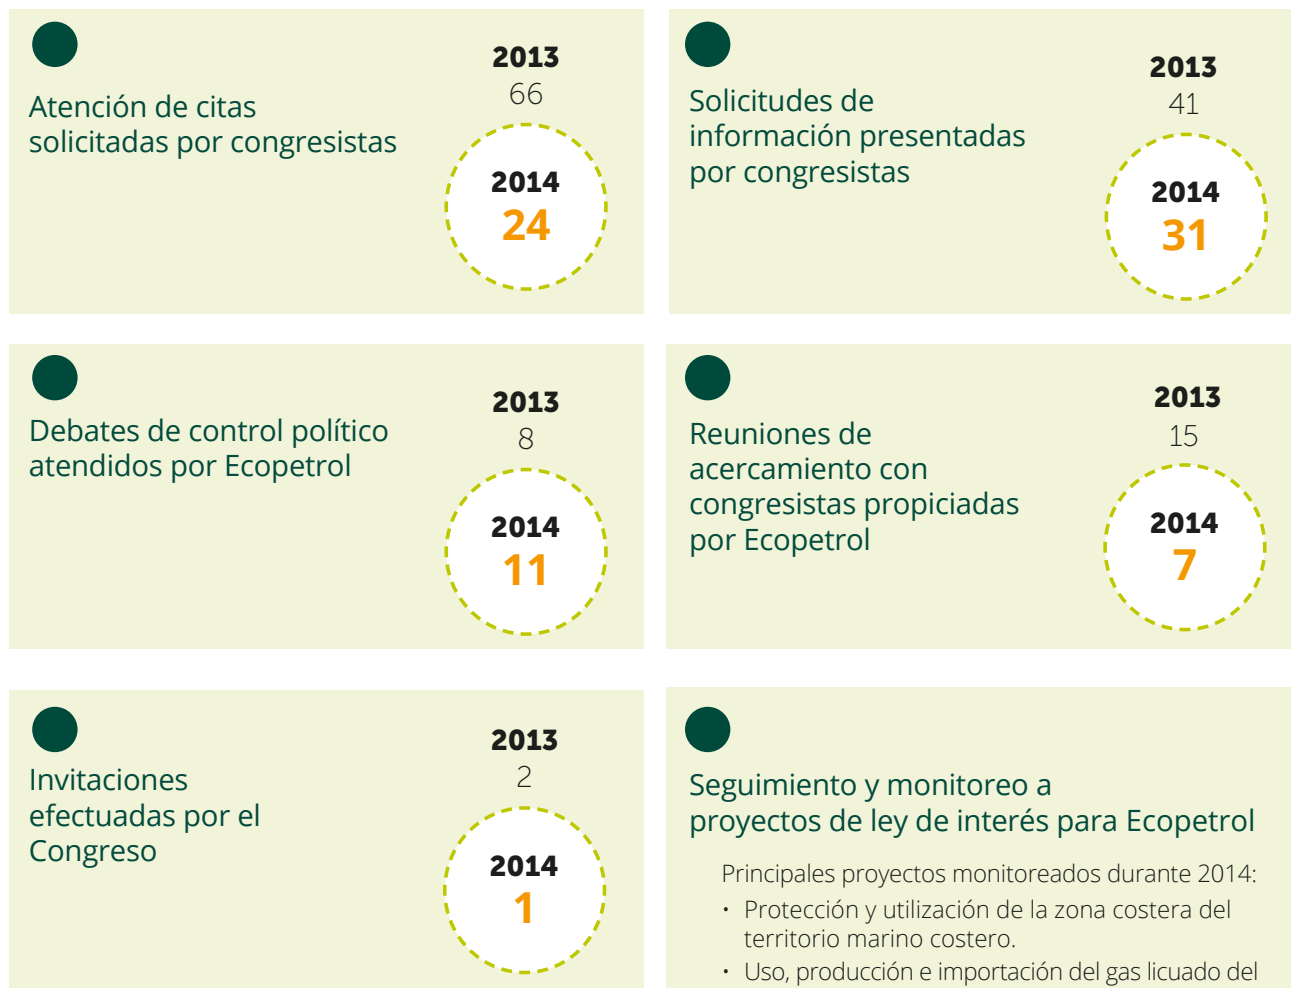 Atención de citas
solicitadas por congresistas
2013
66
2014
24
Solicitudes de
información presentadas
por congresistas
2013
41
2014
31
Debates de control político
atendidos por Ecopetrol
2013
8
2014
11
Reuniones de
acercamiento con
congresistas propiciadas
por Ecopetrol
2013
15
2014
7
Invitaciones
efectuadas por el
Congreso
2013
2
2014
1
Seguimiento y monitoreo a
proyectos de ley de interés para Ecopetrol
Principales proyectos monitoreados durante 2014:
• Protección y utilización de la zona costera del
territorio marino costero.
• Uso, producción e importación del gas licuado del